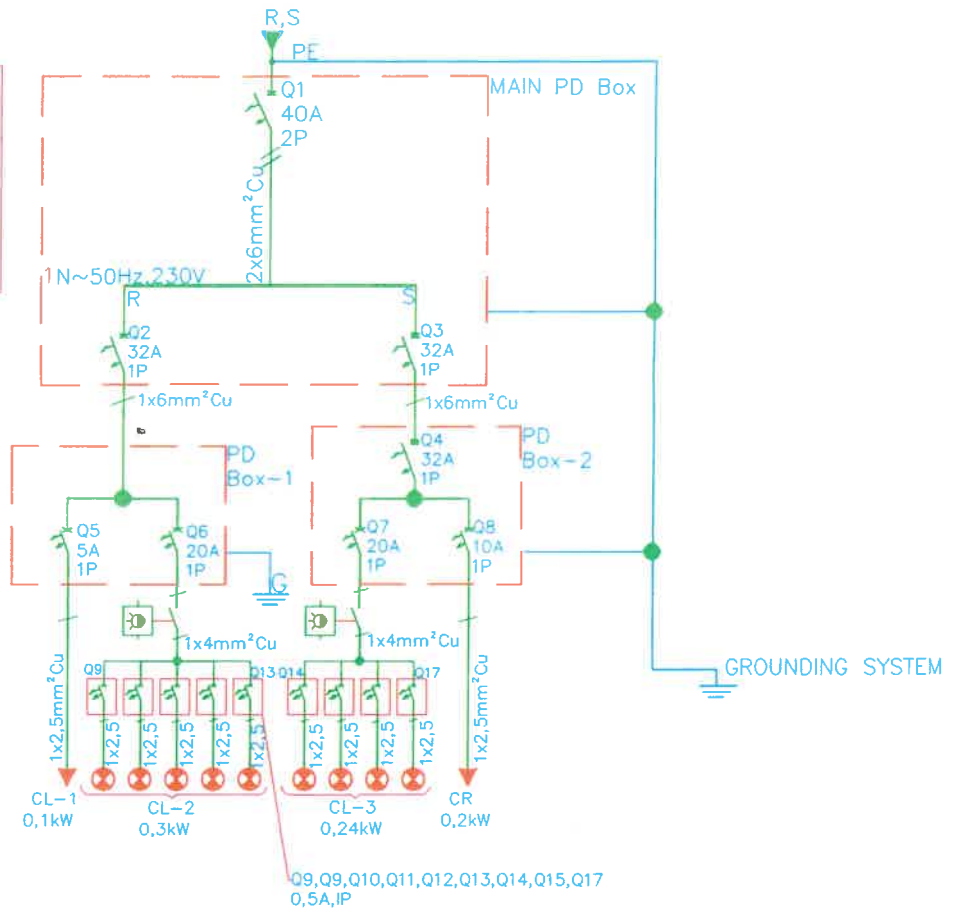 R,S
PE
MAIN PD Box
Q1
40A
2P
2x6mm²Cu
1N~50Hz,230V
R
S
Q2
32A
1P
Q3
32A
1P
1x6mm²Cu
1x6mm²Cu
PD
Box-1
Q4
32A
1P
PD
Box-2
Q5
5A
1P
Q6
20A
1P
G
Q7
20A
1P
Q8
10A
1P
1x4mm²Cu
1x4mm²Cu
GROUNDING SYSTEM
Q9
Q13
Q14
Q17
1x2,5mm²Cu
1x2,5
1x2,5
1x2,5
1x2,5
1x2,5
1x2,5
1x2,5
1x2,5
1x2,5
1x2,5mm²Cu
CL-1
0,1kW
CL-2
0,3kW
CL-3
0,24kW
CR
0,2kW
Q9,Q9,Q10,Q11,Q12,Q13,Q14,Q15,Q17
0,5A,IP